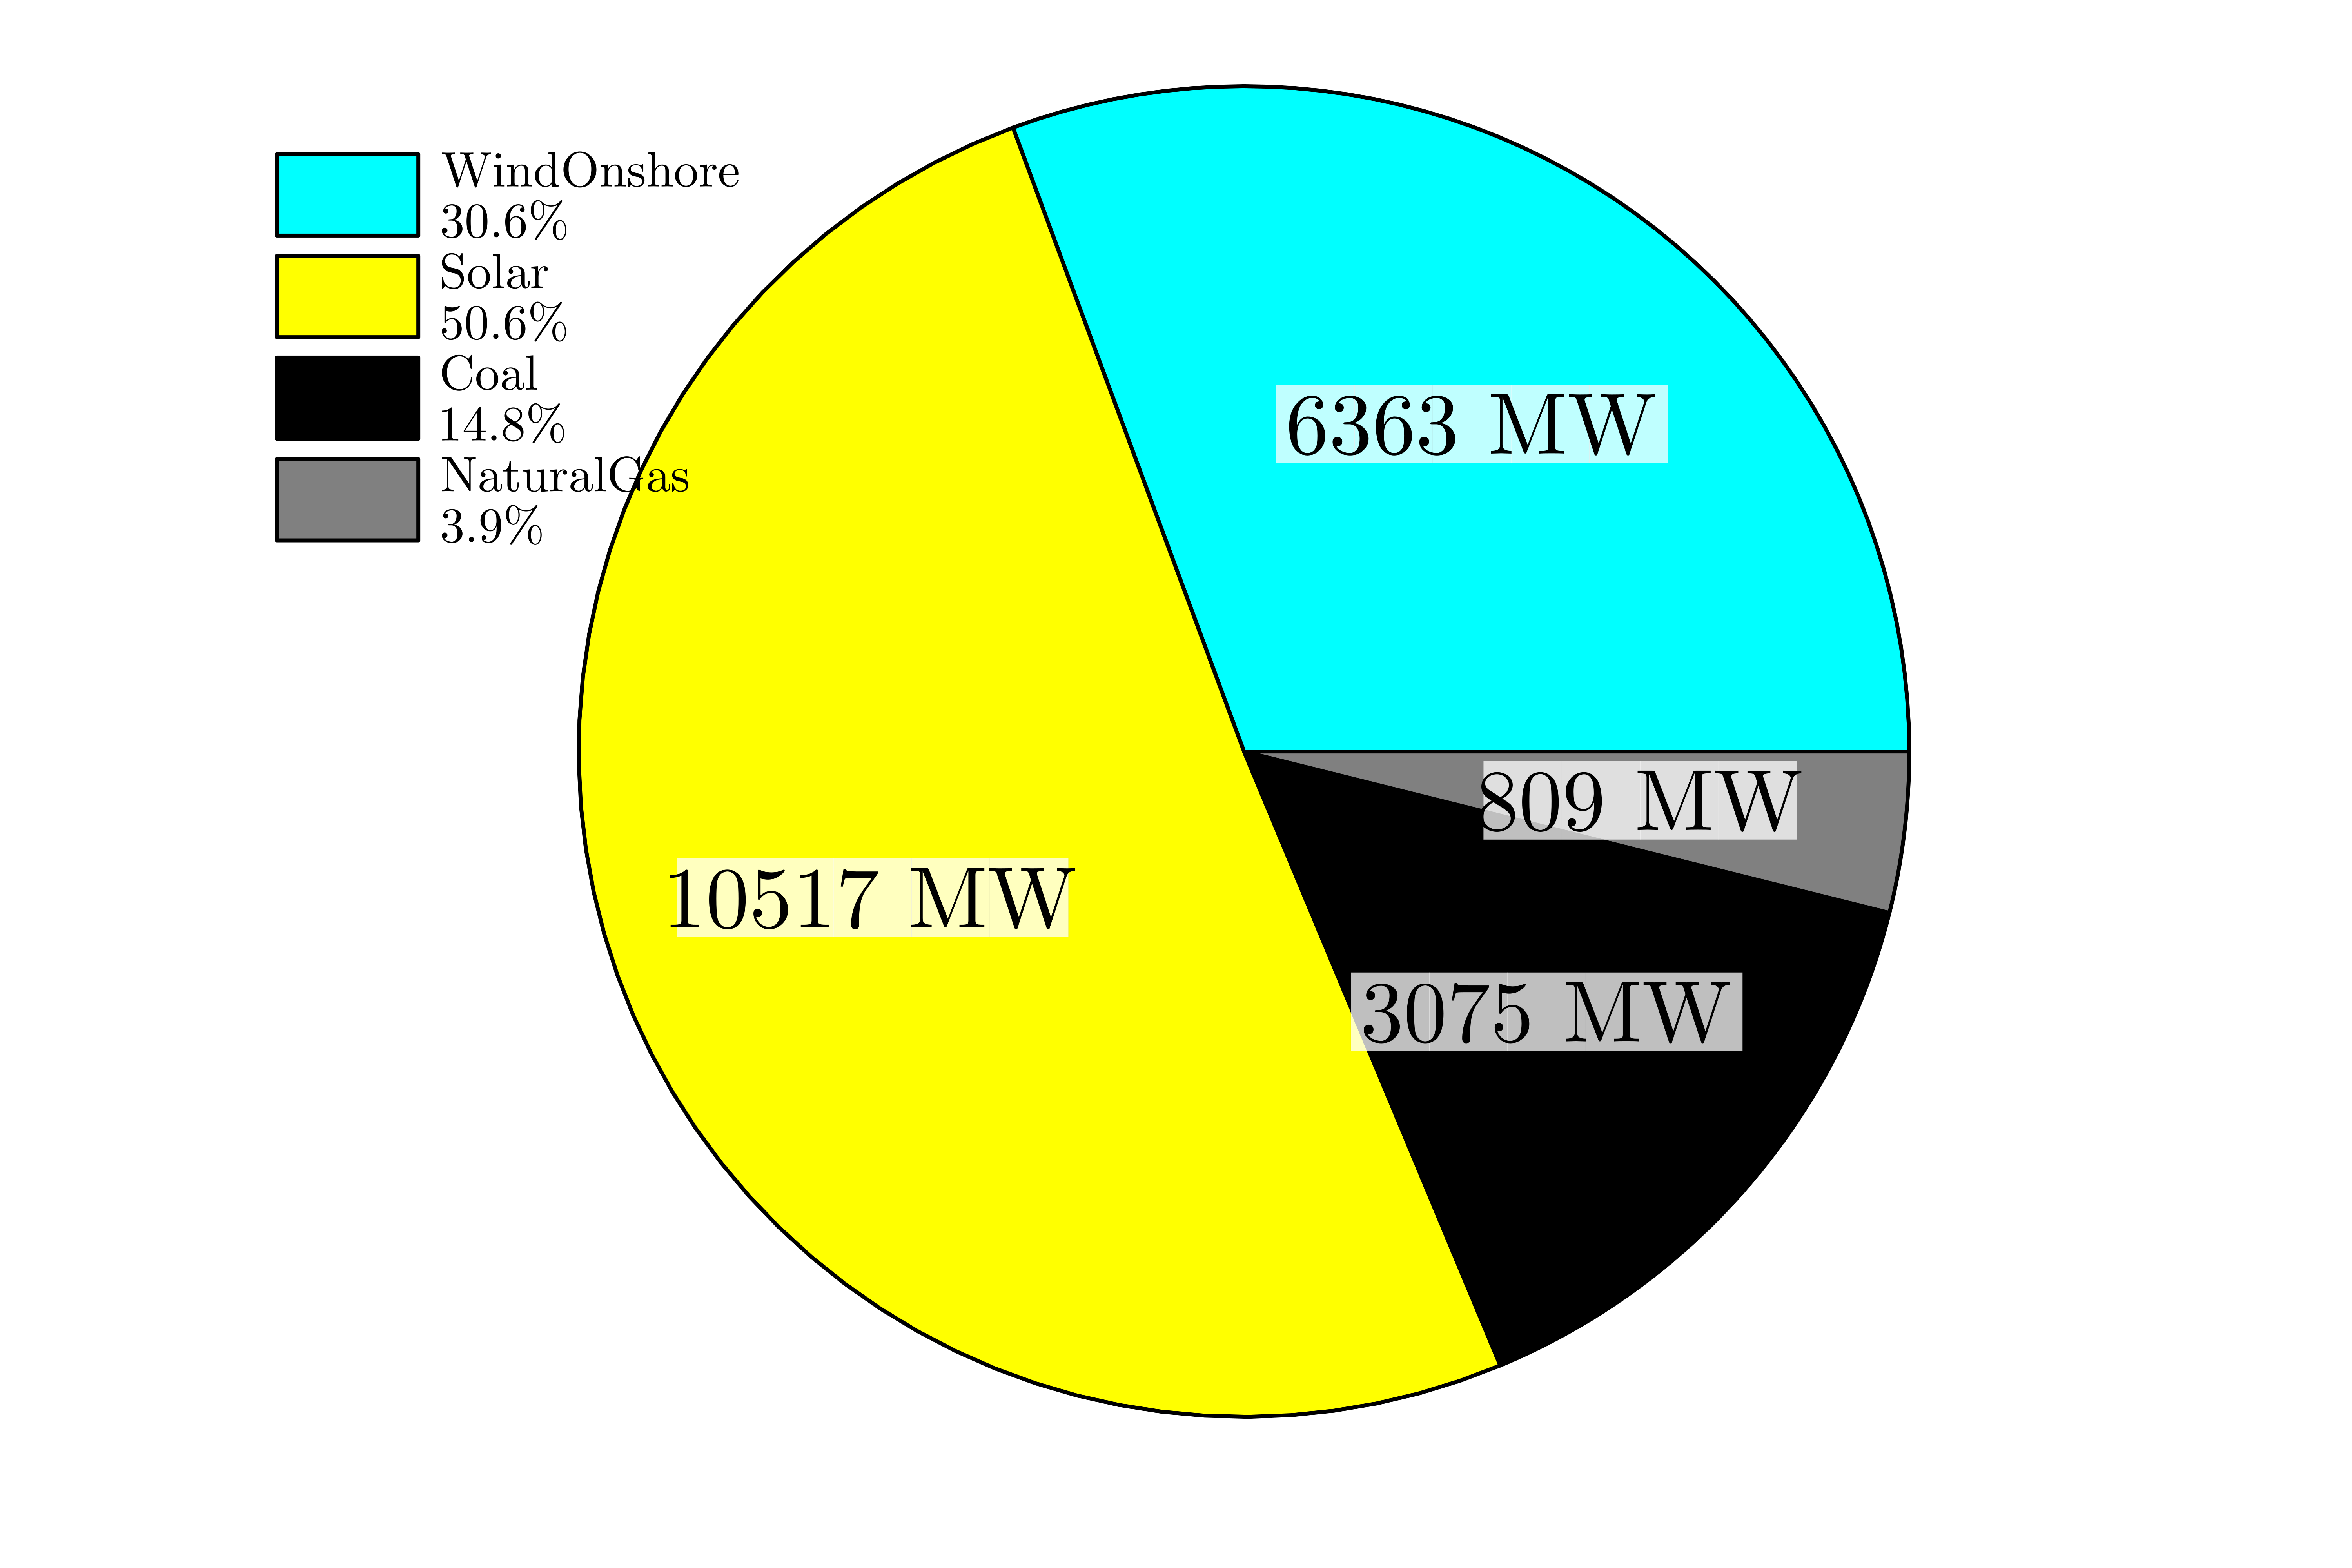 WindOnshore
30.6%
Solar
50.6%
Coal
14.8%
NaturalGas
3.9%
6363 MW
809 MW
10517 MW
3075 MW